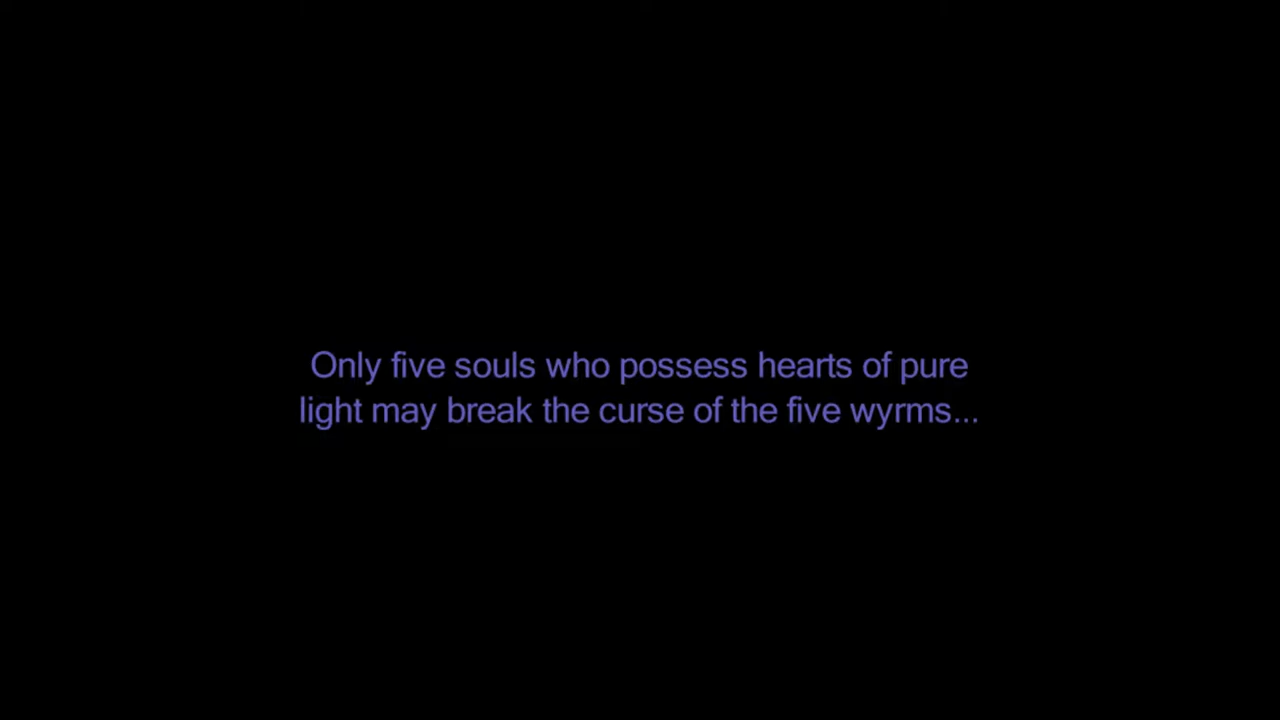 Only five souls who possess hearts of pure
light may break the curse of the five wyrms...